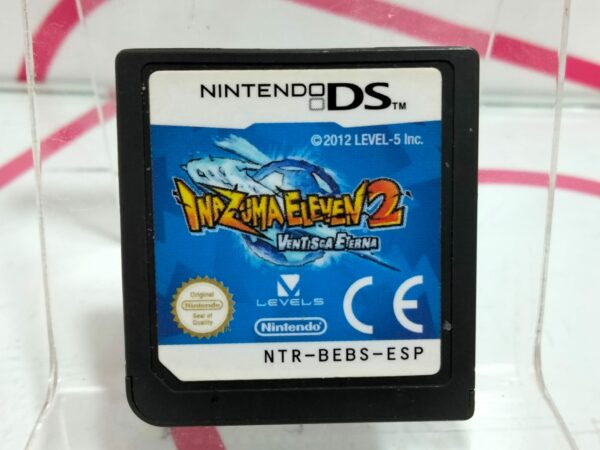 NINTENDO DS™
©2012 LEVEL-5 Inc.
INAZUMA ELEVEN 2
VENTISCA ETERNA
Original
Nintendo
Seal of
Quality
LEVEL5
Nintendo
CE
NTR-BEBS-ESP